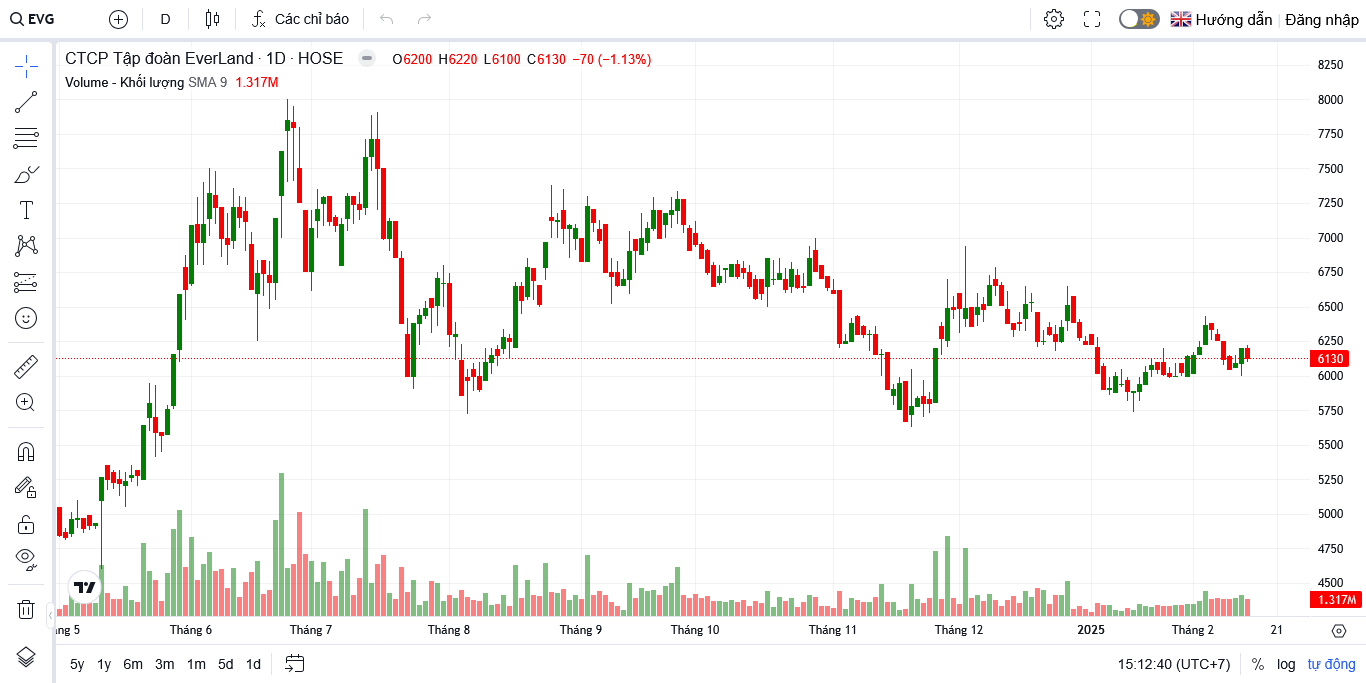 EVG D Các chỉ báo Hướng dẫn Đăng nhập
CTCP Tập đoàn EverLand · 1D · HOSE O6200 H6220 L6100 C6130 −70 (−1.13%)
Volume - Khối lượng SMA 9 1.317M
8250
8000
7750
7500
7250
7000
6750
6500
6250
6130
6000
5750
5500
5250
5000
4750
4500
1.317M
ng 5 Tháng 6 Tháng 7 Tháng 8 Tháng 9 Tháng 10 Tháng 11 Tháng 12 2025 Tháng 2 21
5y 1y 6m 3m 1m 5d 1d 15:12:40 (UTC+7) % log tự động